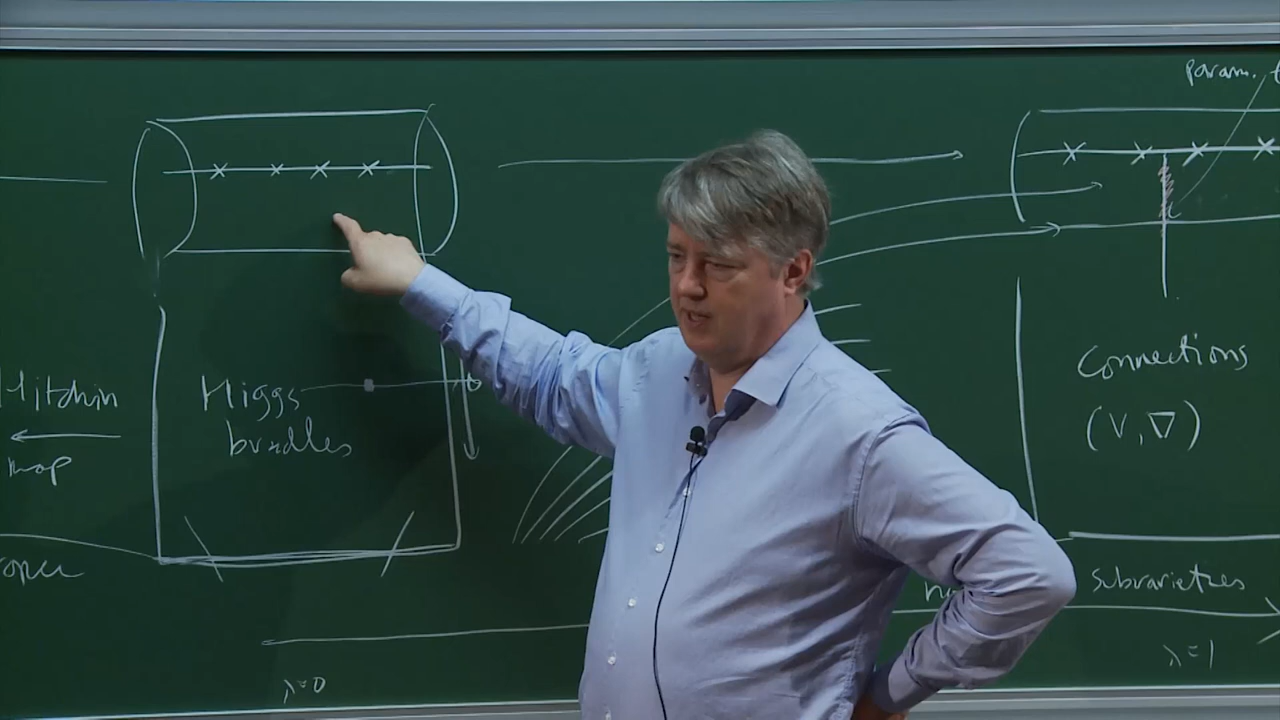 param.
Hitchin
map
Higgs
bundles
Connections
(V, ∇)
subvarieties
λ=0
λ=1